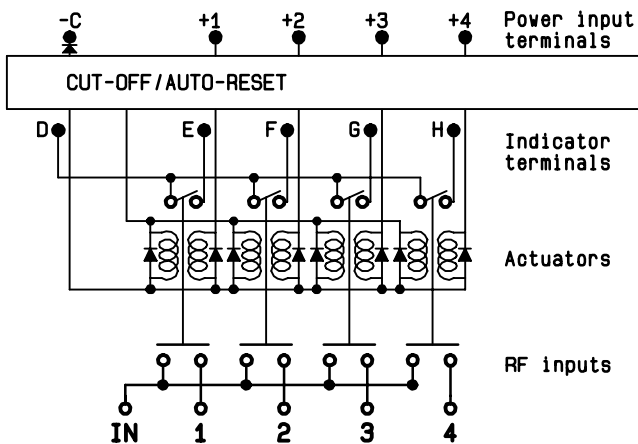 -C +1 +2 +3 +4 Power input
terminals
CUT-OFF/AUTO-RESET
D E F G H Indicator
terminals
Actuators
RF inputs
IN 1 2 3 4